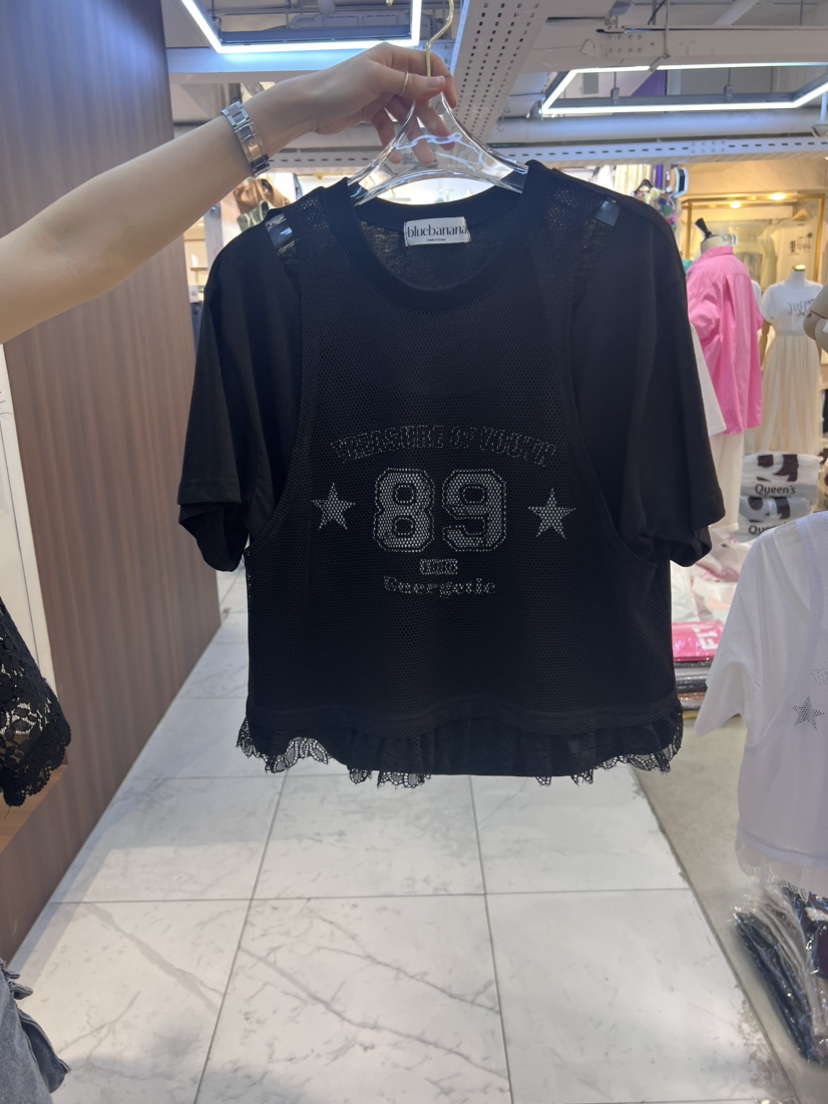 bluebanana
TREASURE OF YOUTH
89
Energetic
Queen's